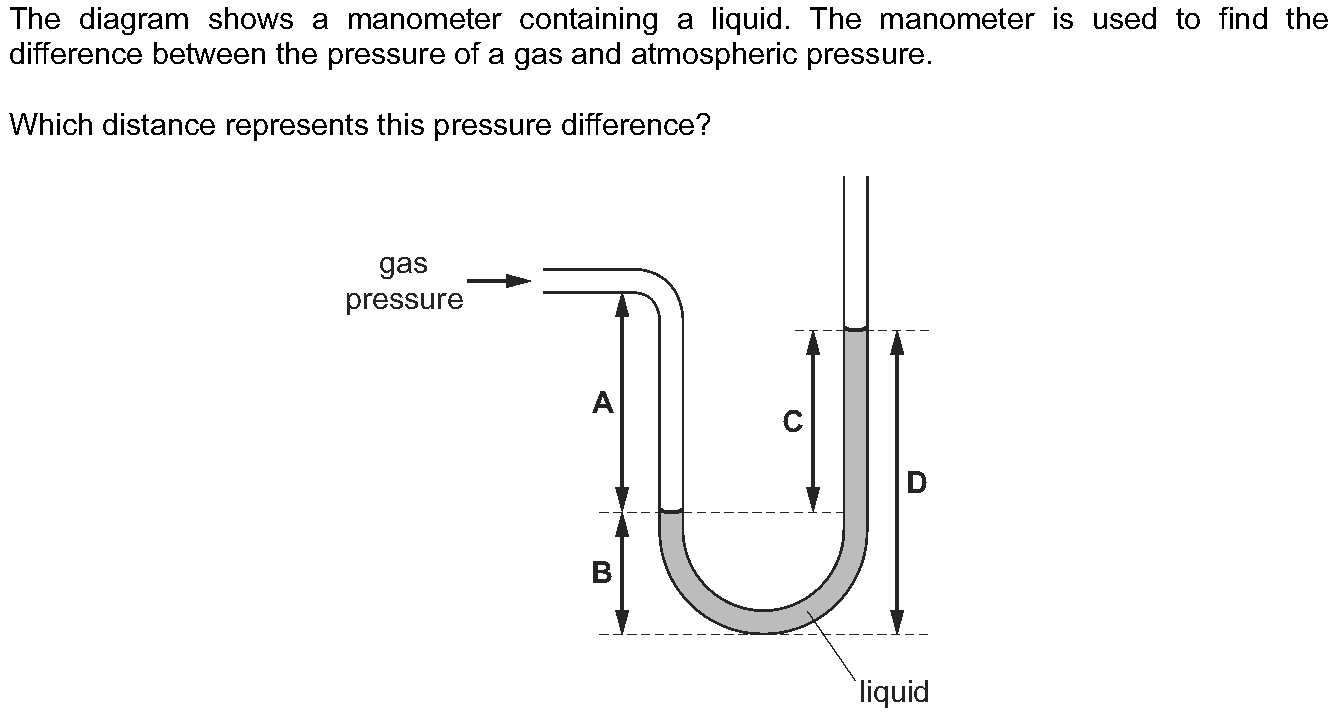 The diagram shows a manometer containing a liquid. The manometer is used to find the
difference between the pressure of a gas and atmospheric pressure.
Which distance represents this pressure difference?
gas
pressure
A
C
D
B
liquid